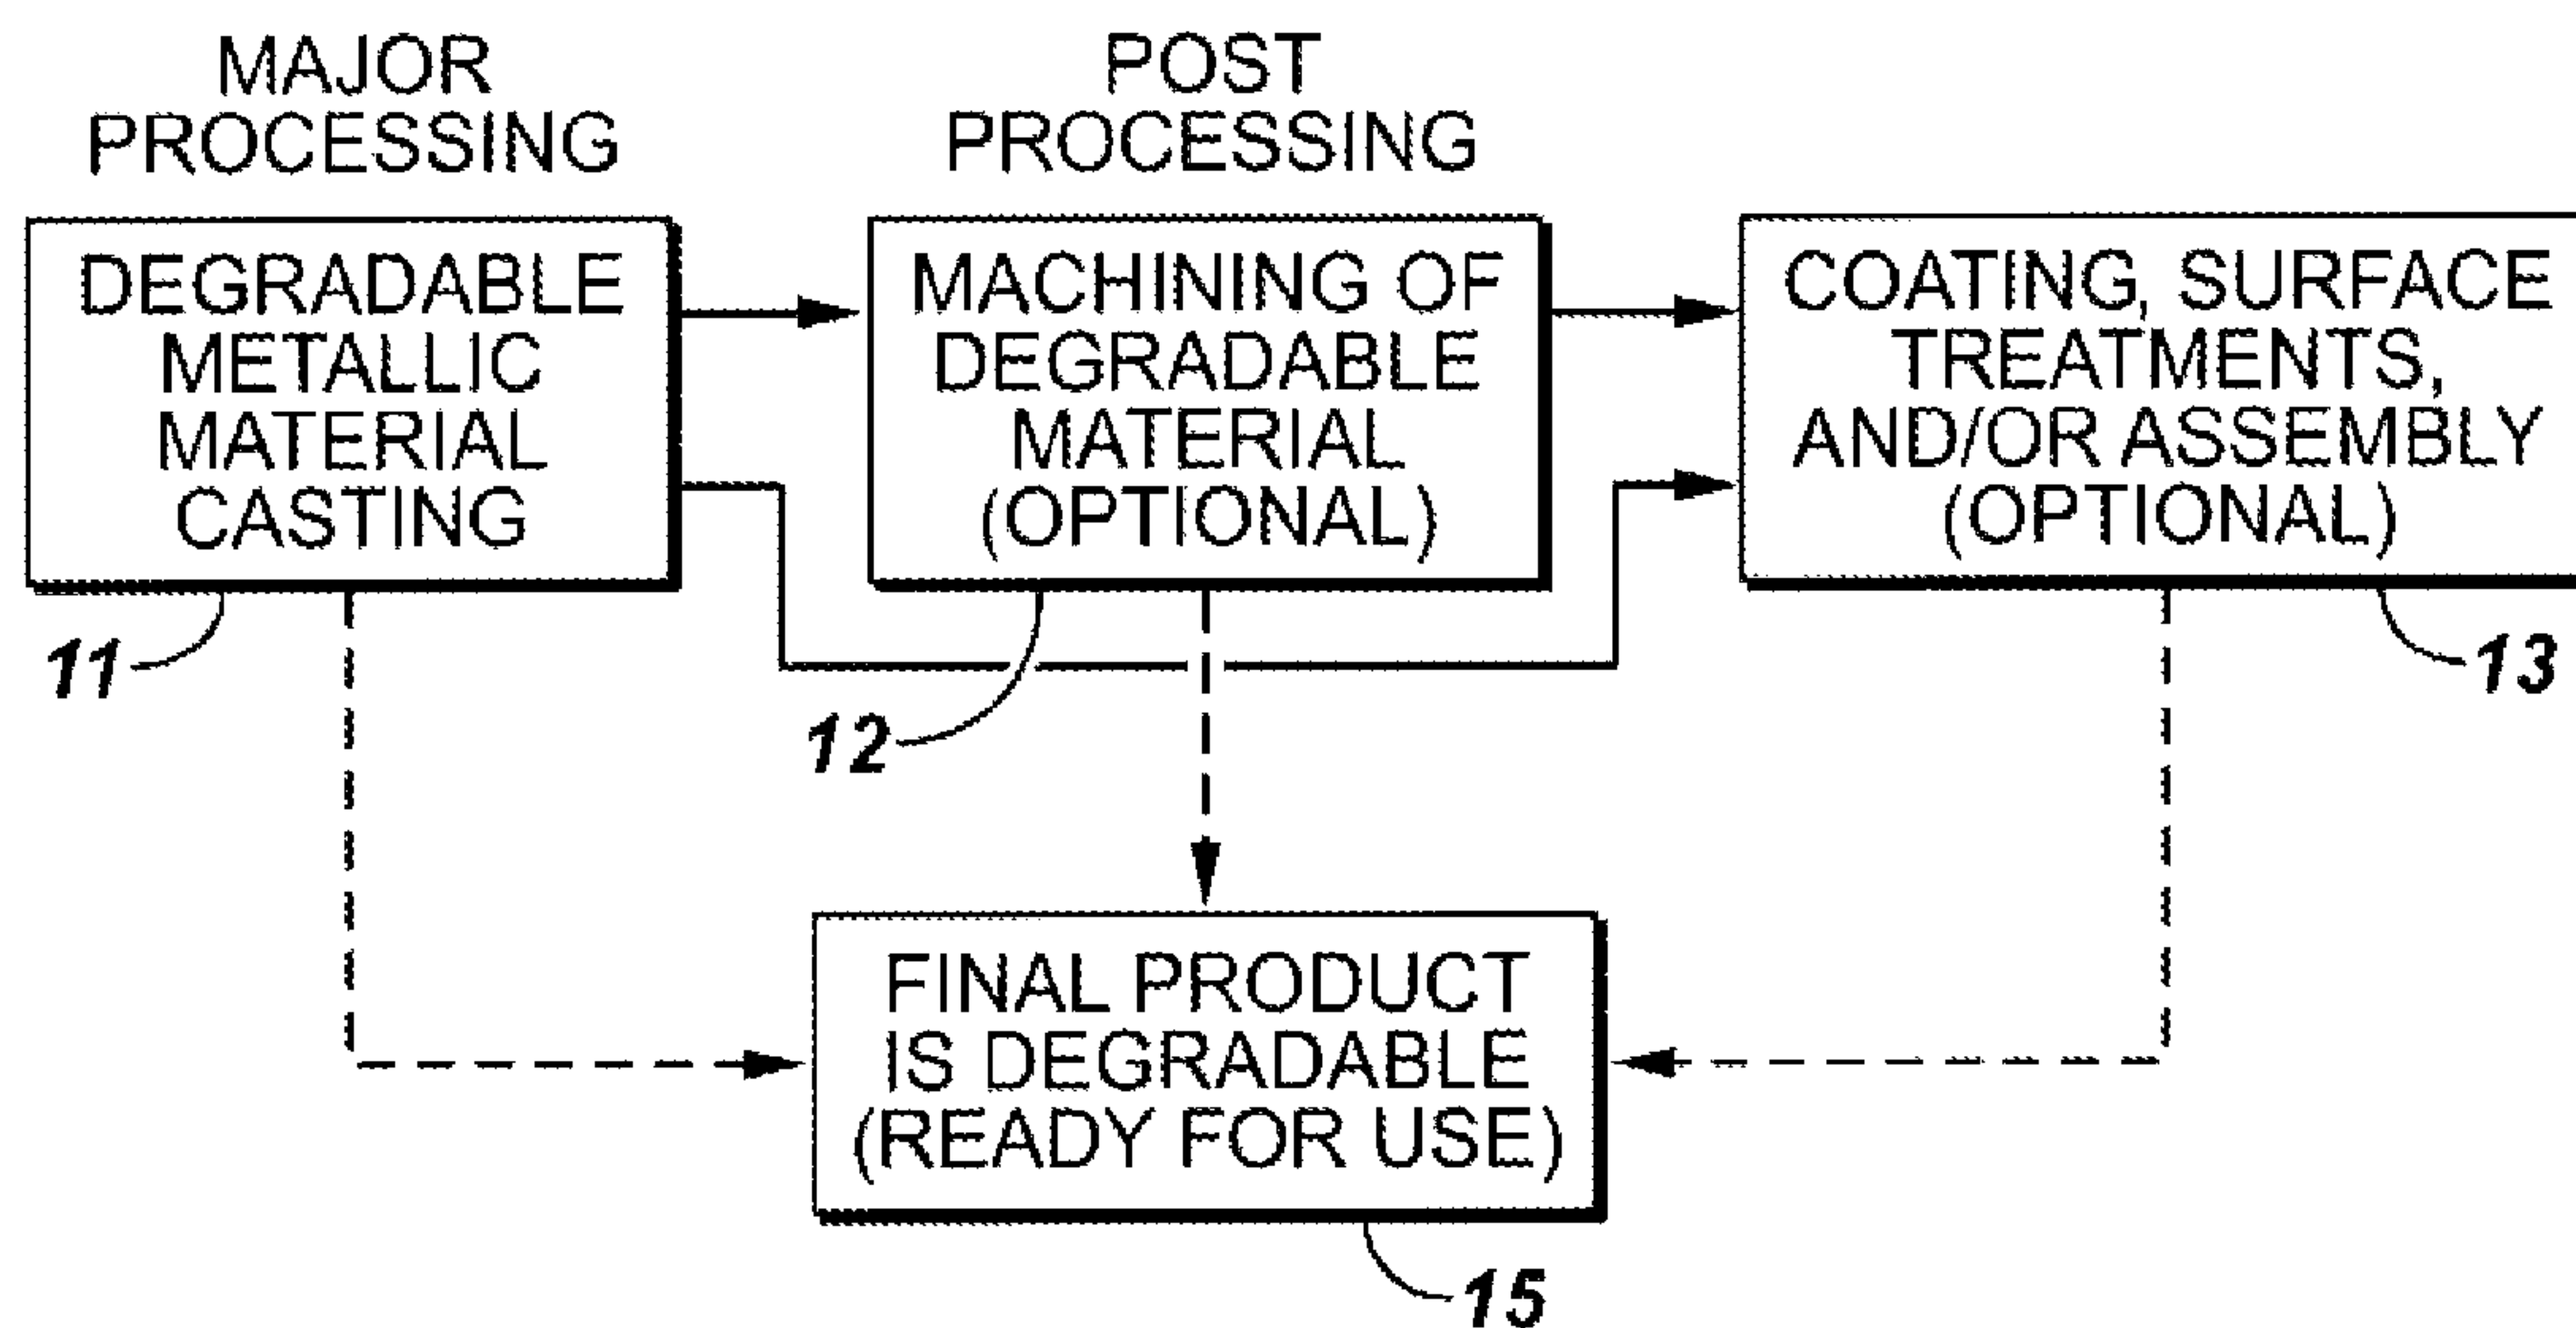 MAJOR
PROCESSING
POST
PROCESSING
DEGRADABLE
METALLIC
MATERIAL
CASTING
MACHINING OF
DEGRADABLE
MATERIAL
(OPTIONAL)
COATING, SURFACE
TREATMENTS,
AND/OR ASSEMBLY
(OPTIONAL)
11
12
13
FINAL PRODUCT
IS DEGRADABLE
(READY FOR USE)
15